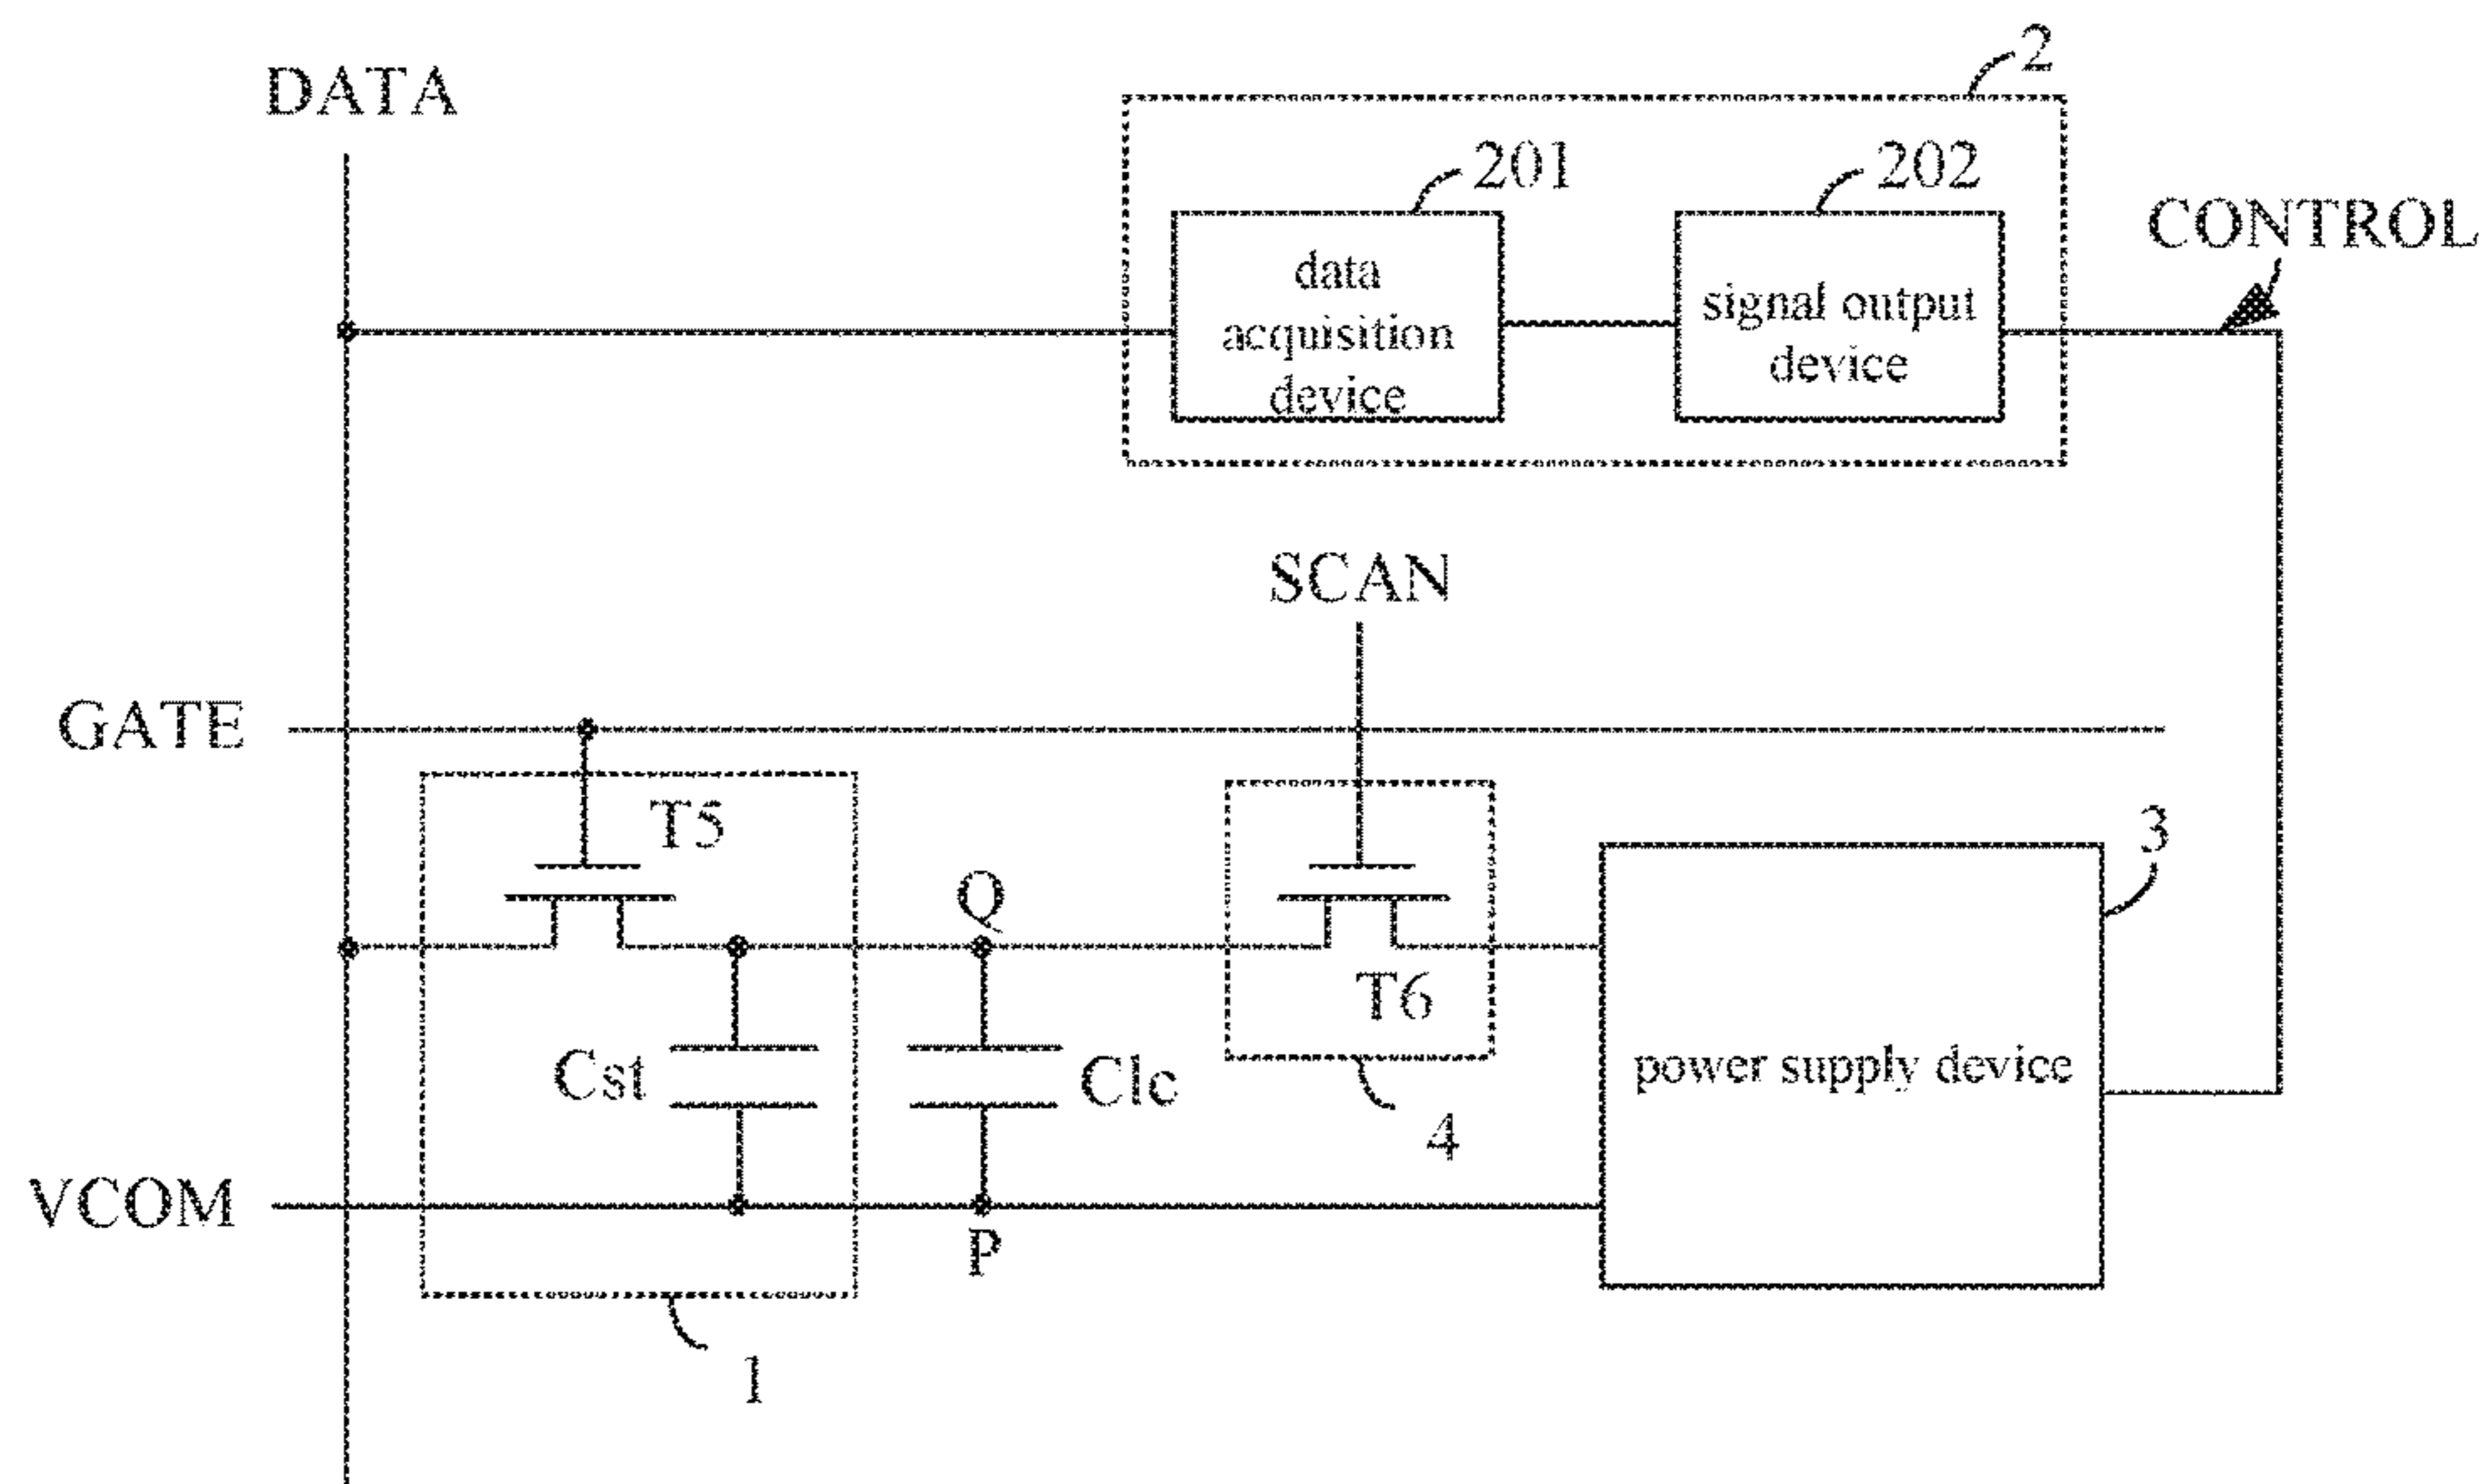 2
DATA
201
202
CONTROL
data
acquisition
device
signal output
device
SCAN
GATE
T5
3
Q
T6
power supply device
Cst
Clc
4
VCOM
P
1